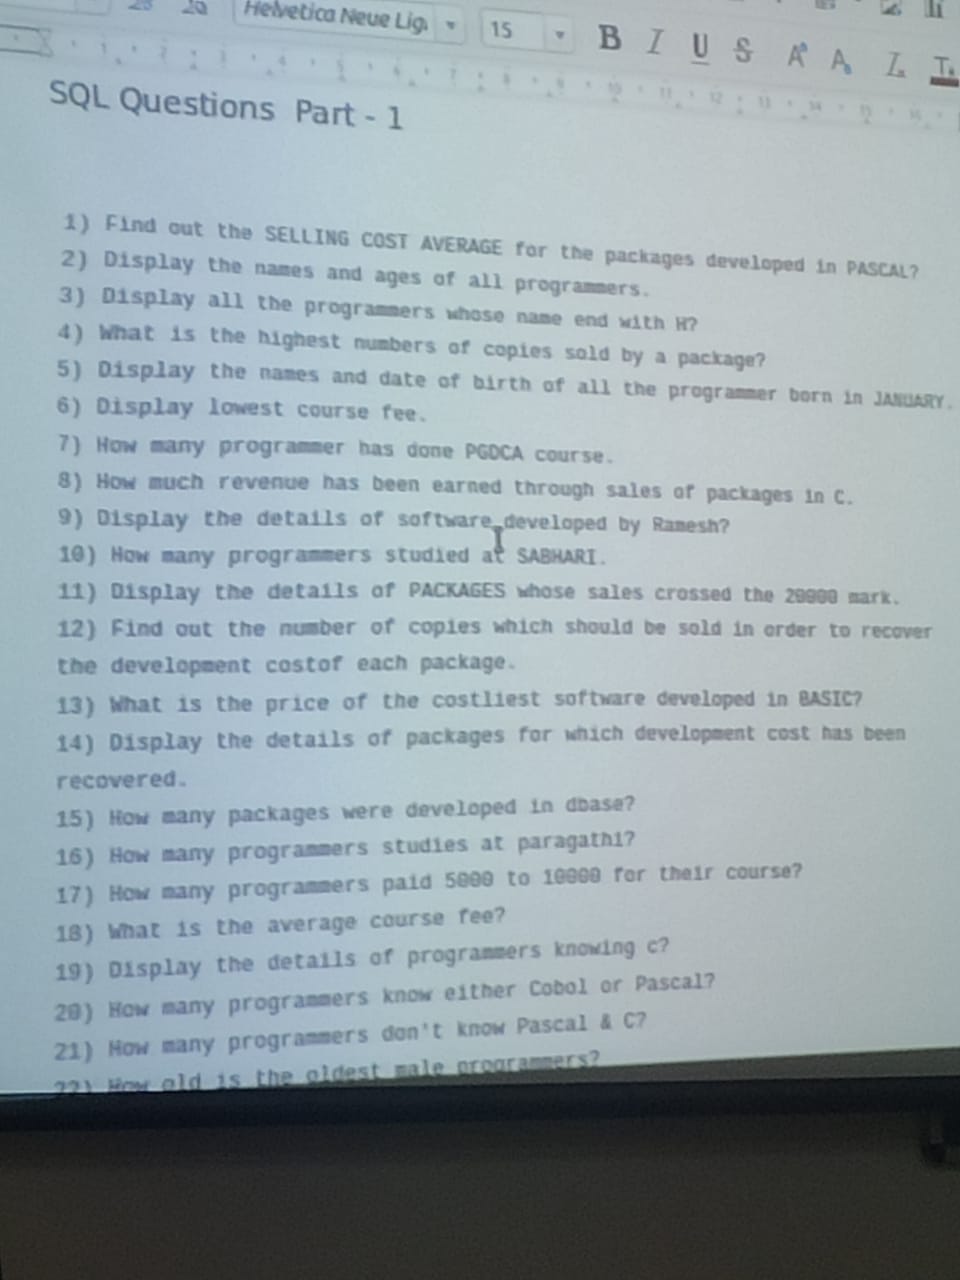 Helvetica Neue Lig. 15 B I U S
SQL Questions Part - 1
1) Find out the SELLING COST AVERAGE for the packages developed in PASCAL?
2) Display the names and ages of all programmers.
3) Display all the programmers whose name end with H?
4) What is the highest numbers of copies sold by a package?
5) Display the names and date of birth of all the programmer born in JANUARY.
6) Display lowest course fee.
7) How many programmer has done PGDCA course.
8) How much revenue has been earned through sales of packages in C.
9) Display the details of software developed by Ramesh?
10) How many programmers studied at SABHARI.
11) Display the details of PACKAGES whose sales crossed the 20000 mark.
12) Find out the number of copies which should be sold in order to recover
the development costof each package.
13) What is the price of the costliest software developed in BASIC?
14) Display the details of packages for which development cost has been
recovered.
15) How many packages were developed in dbase?
16) How many programmers studies at paragathi?
17) How many programmers paid 5000 to 10000 for their course?
18) What is the average course fee?
19) Display the details of programmers knowing c?
20) How many programmers know either Cobol or Pascal?
21) How many programmers don't know Pascal & C?
22) How old is the oldest male programmers?